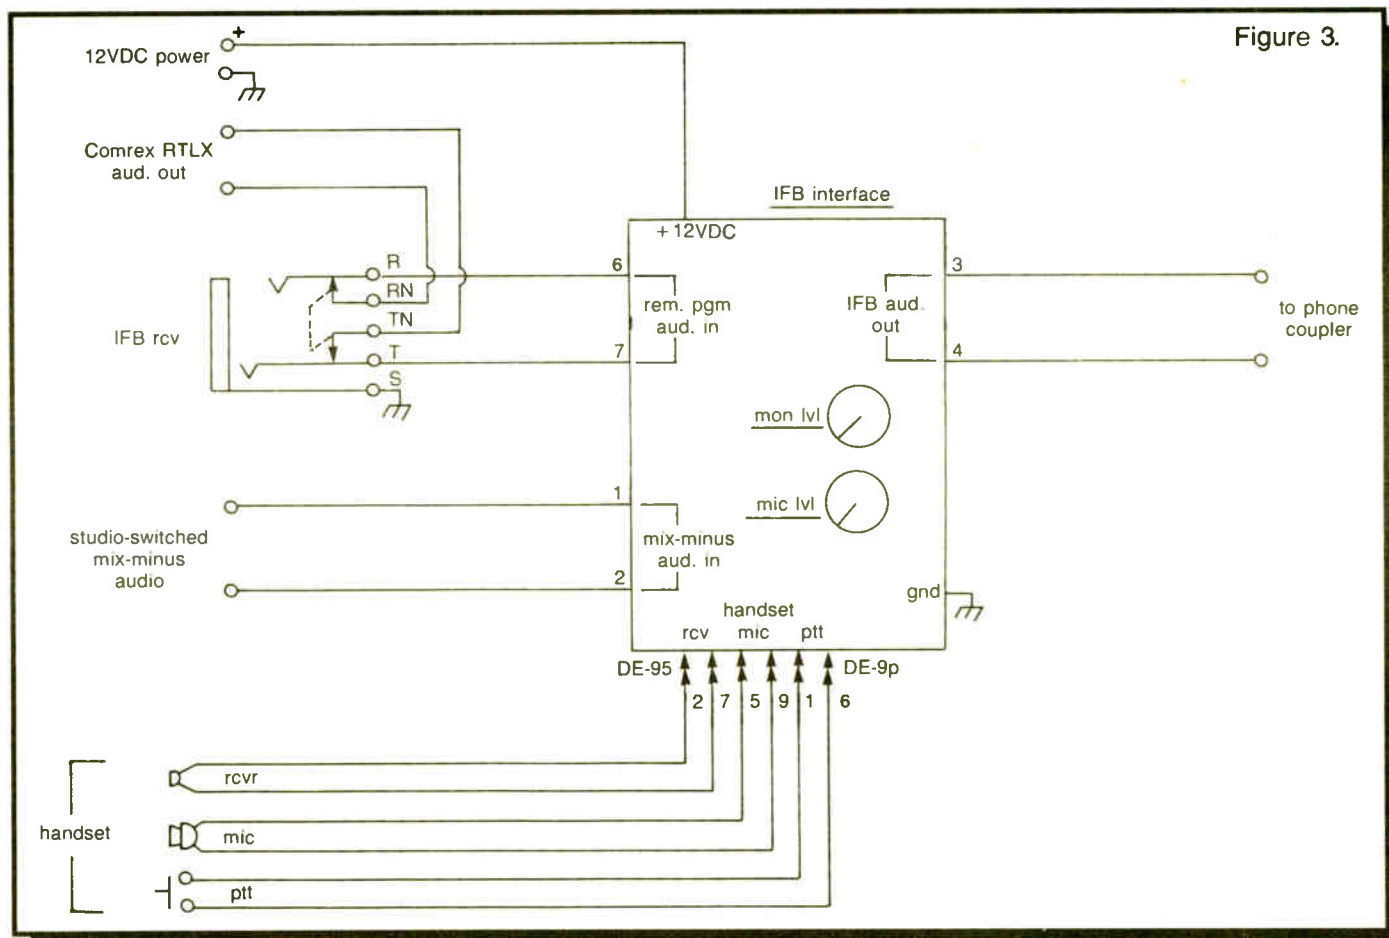 Figure 3.
+
12VDC power
Comrex RTLX
aud. out
IFB interface
+ 12VDC
R
RN
TN
T
S
IFB rcv
6
7
rem. pgm
aud. in
IFB aud.
out
3
4
to phone
coupler
mon lvl
mic lvl
studio-switched
mix-minus
audio
1
2
mix-minus
aud. in
gnd
handset
rcv mic ptt
DE-95
DE-9p
2 7 5 9 1 6
handset
rcvr
mic
ptt